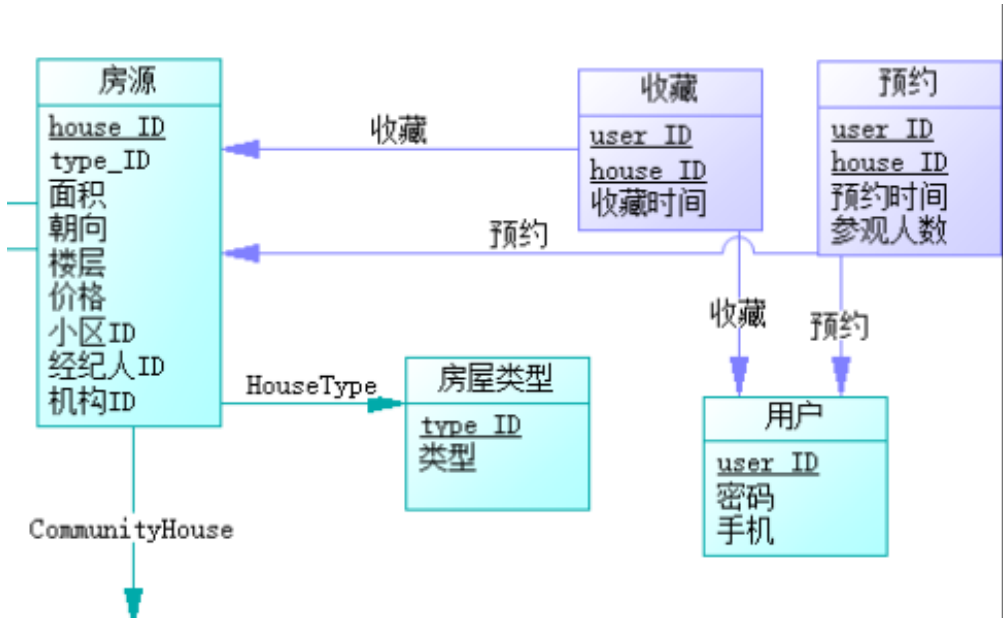 房源
house_ID
type_ID
面积
朝向
楼层
价格
小区ID
经纪人ID
机构ID
收藏
收藏
user_ID
house_ID
收藏时间
预约
user_ID
house_ID
预约时间
参观人数
预约
收藏
预约
HouseType
房屋类型
type_ID
类型
用户
user_ID
密码
手机
CommunityHouse